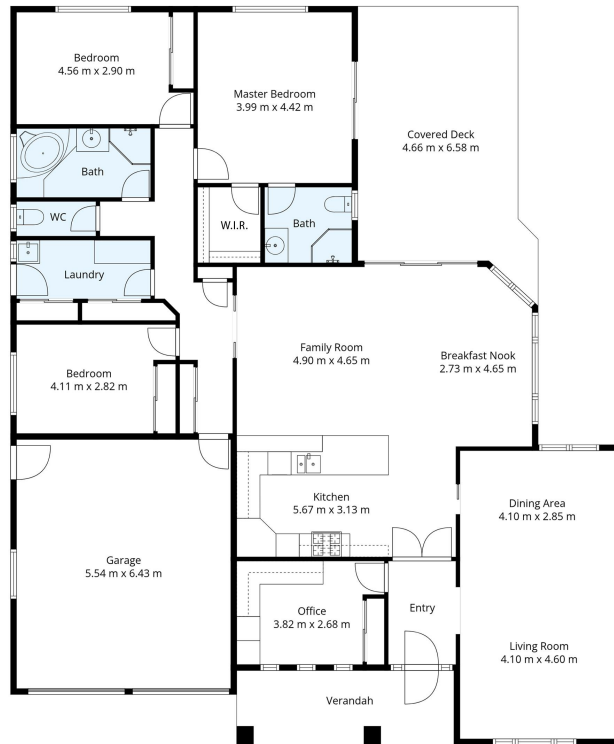 Bedroom
4.56 m x 2.90 m
Master Bedroom
3.99 m x 4.42 m
Covered Deck
4.66 m x 6.58 m
Bath
WC
W.I.R.
Bath
Laundry
Family Room
4.90 m x 4.65 m
Breakfast Nook
2.73 m x 4.65 m
Bedroom
4.11 m x 2.82 m
Kitchen
5.67 m x 3.13 m
Dining Area
4.10 m x 2.85 m
Garage
5.54 m x 6.43 m
Office
3.82 m x 2.68 m
Entry
Living Room
4.10 m x 4.60 m
Verandah